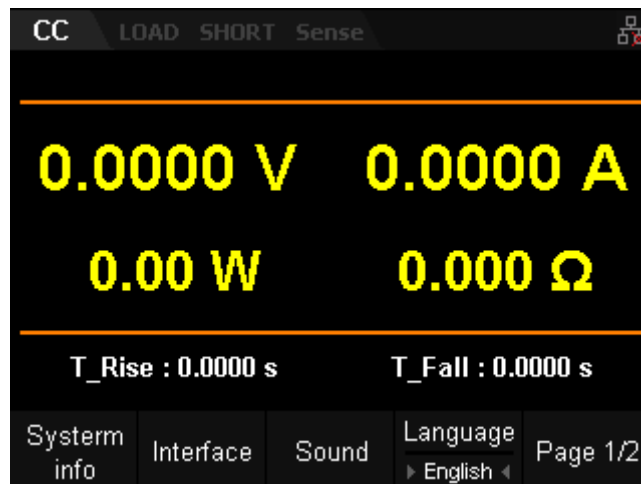 CC LOAD SHORT Sense
0.0000 V 0.0000 A
0.00 W 0.000 Ω
T_Rise : 0.0000 s T_Fall : 0.0000 s
Systerm info Interface Sound Language English Page 1/2